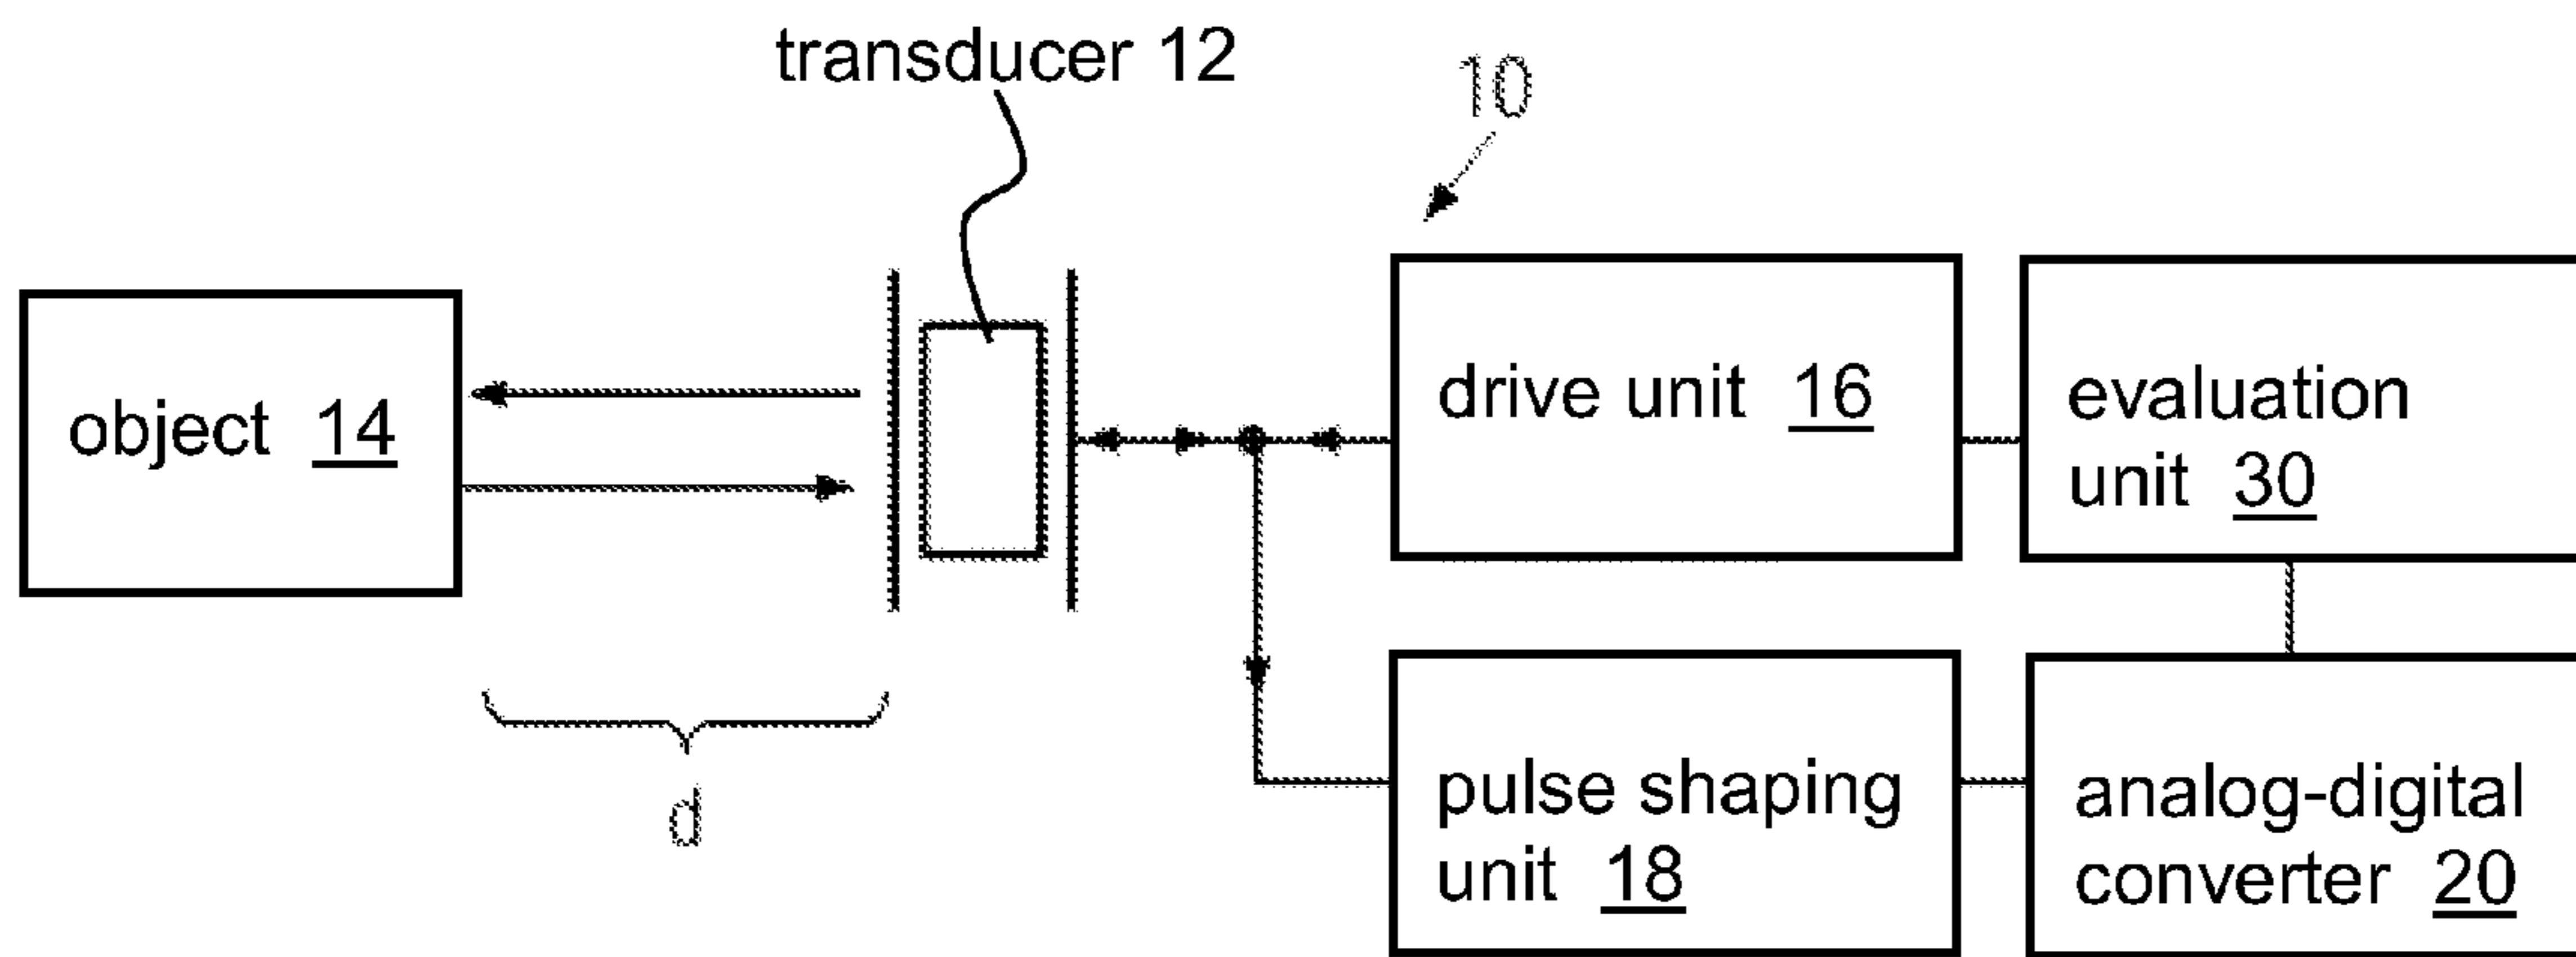 transducer 12
10
object 14
drive unit 16
evaluation
unit 30
d
pulse shaping
unit 18
analog-digital
converter 20